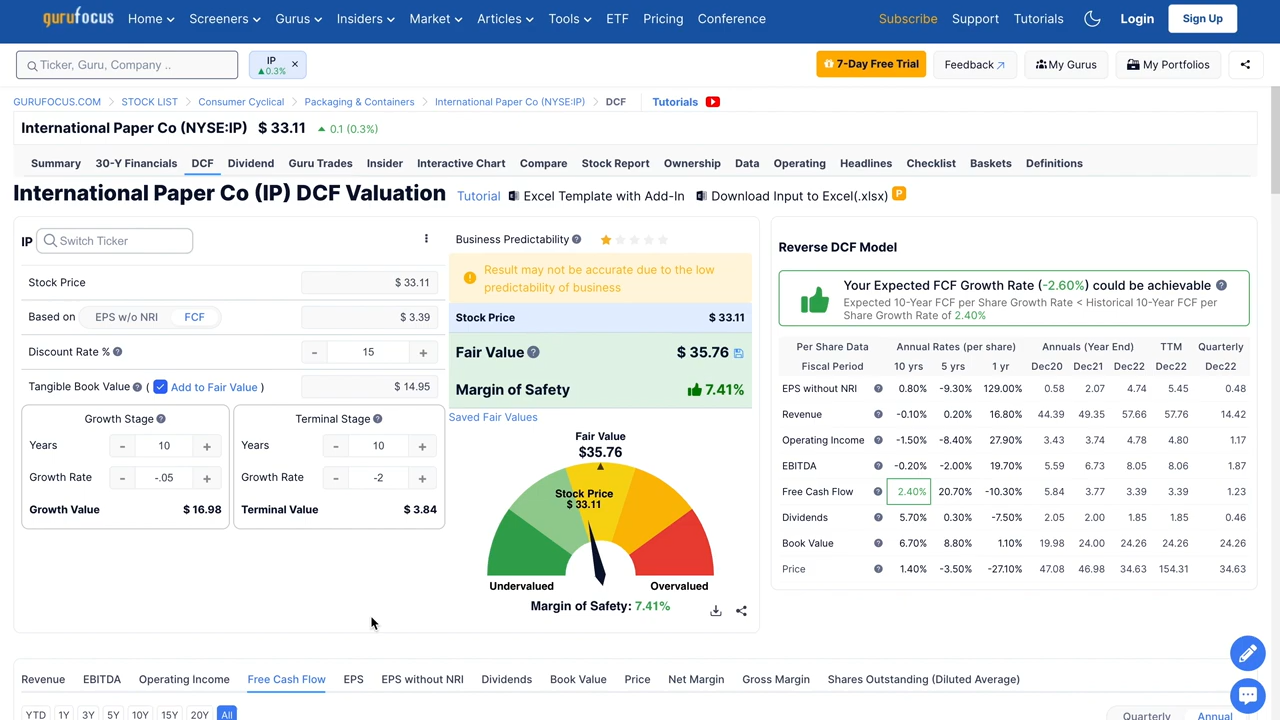 gurufocus Home Screeners Gurus Insiders Market Articles Tools ETF Pricing Conference Subscribe Support Tutorials Login Sign Up
Ticker, Guru, Company ..
IP ×
▲0.3%
7-Day Free Trial Feedback ↗ My Gurus My Portfolios
GURUFOCUS.COM > STOCK LIST > Consumer Cyclical > Packaging & Containers > International Paper Co (NYSE:IP) > DCF Tutorials
International Paper Co (NYSE:IP) $ 33.11 ▲ 0.1 (0.3%)
Summary 30-Y Financials DCF Dividend Guru Trades Insider Interactive Chart Compare Stock Report Ownership Data Operating Headlines Checklist Baskets Definitions
International Paper Co (IP) DCF Valuation Tutorial Excel Template with Add-In Download Input to Excel(.xlsx) P
IP Switch Ticker
Stock Price $ 33.11
Based on EPS w/o NRI FCF $ 3.39
Discount Rate % ? - 15 +
Tangible Book Value ? ( Add to Fair Value ) $ 14.95
Growth Stage ?
Years - 10 +
Growth Rate - -.05 +
Growth Value $ 16.98
Terminal Stage ?
Years - 10 +
Growth Rate - -2 +
Terminal Value $ 3.84
Business Predictability ?
Result may not be accurate due to the low
predictability of business
Stock Price $ 33.11
Fair Value ? $ 35.76
Margin of Safety 7.41%
Saved Fair Values
Fair Value
$35.76
Stock Price
$ 33.11
Undervalued Overvalued
Margin of Safety: 7.41%
Reverse DCF Model
Your Expected FCF Growth Rate (-2.60%) could be achievable ?
Expected 10-Year FCF per Share Growth Rate < Historical 10-Year FCF per
Share Growth Rate of 2.40%
Per Share Data Annual Rates (per share) Annuals (Year End) TTM Quarterly
Fiscal Period 10 yrs 5 yrs 1 yr Dec20 Dec21 Dec22 Dec22 Dec22
EPS without NRI ? 0.80% -9.30% 129.00% 0.58 2.07 4.74 5.45 0.48
Revenue ? -0.10% 0.20% 16.80% 44.39 49.35 57.66 57.76 14.42
Operating Income ? -1.50% -8.40% 27.90% 3.43 3.74 4.78 4.80 1.17
EBITDA ? -0.20% -2.00% 19.70% 5.59 6.73 8.05 8.06 1.87
Free Cash Flow ? 2.40% 20.70% -10.30% 5.84 3.77 3.39 3.39 1.23
Dividends ? 5.70% 0.30% -7.50% 2.05 2.00 1.85 1.85 0.46
Book Value ? 6.70% 8.80% 1.10% 19.98 24.00 24.26 24.26 24.26
Price ? 1.40% -3.50% -27.10% 47.08 46.98 34.63 154.31 34.63
Revenue EBITDA Operating Income Free Cash Flow EPS EPS without NRI Dividends Book Value Price Net Margin Gross Margin Shares Outstanding (Diluted Average)
YTD 1Y 3Y 5Y 10Y 15Y 20Y All Quarterly Annual